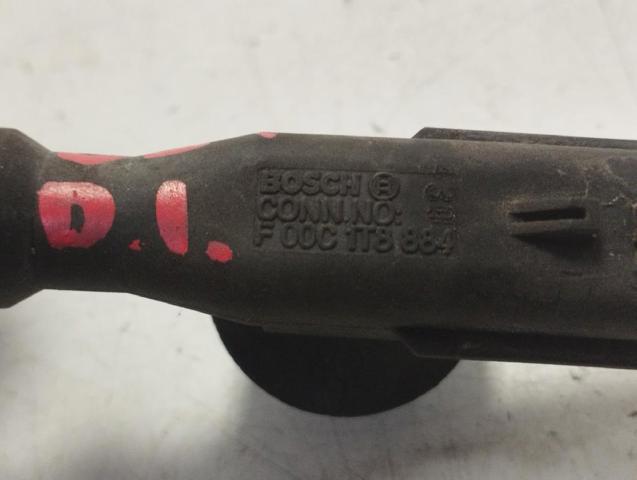 BOSCH
CONN.NO:
F 00C 1T8 884
D.I.